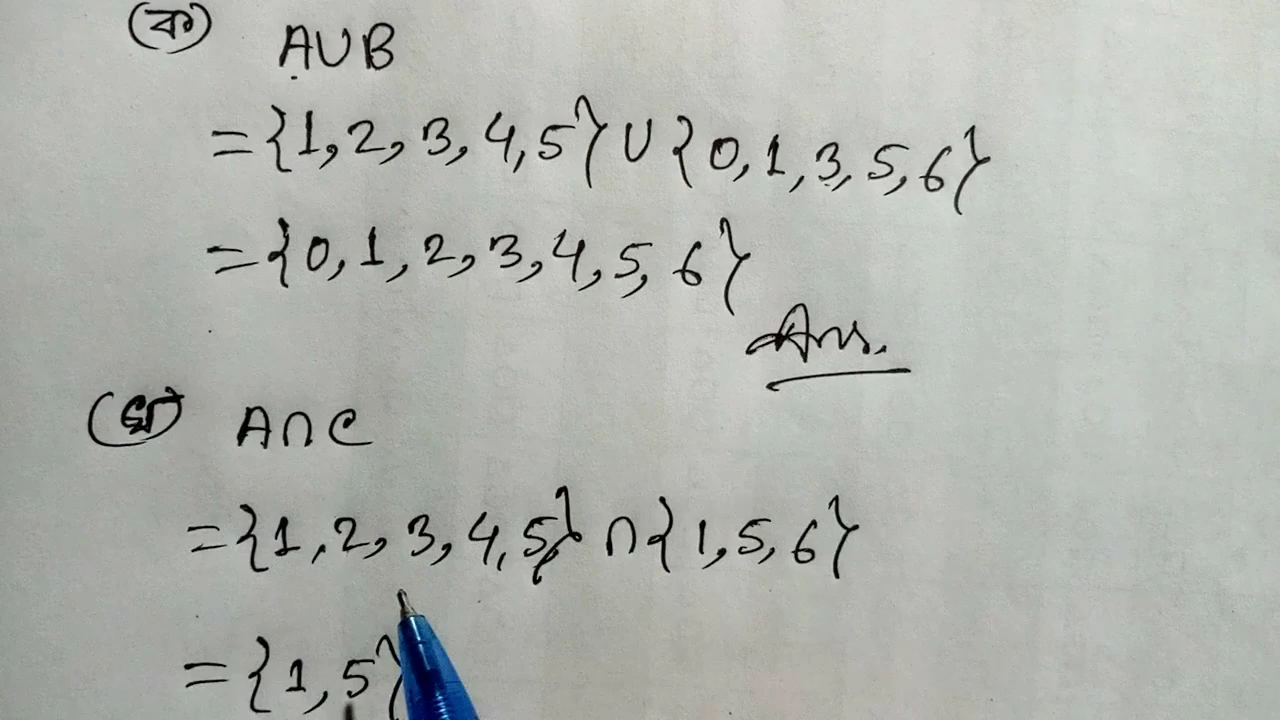 (ক) A∪B
= {1, 2, 3, 4, 5} ∪ {0, 1, 3, 5, 6}
= {0, 1, 2, 3, 4, 5, 6}
Ans.
(খ) A∩C
= {1, 2, 3, 4, 5} ∩ {1, 5, 6}
= {1, 5}